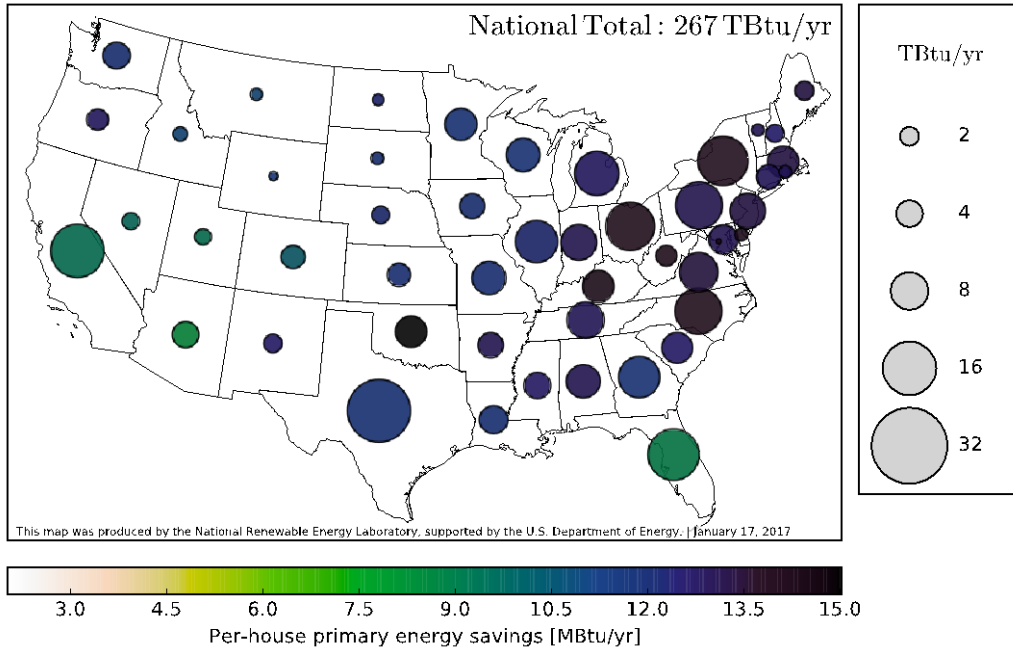 National Total: 267 TBtu/yr
TBtu/yr
2
4
8
16
32
This map was produced by the National Renewable Energy Laboratory, supported by the U.S. Department of Energy. | January 17, 2017
3.0 4.5 6.0 7.5 9.0 10.5 12.0 13.5 15.0
Per-house primary energy savings [MBtu/yr]